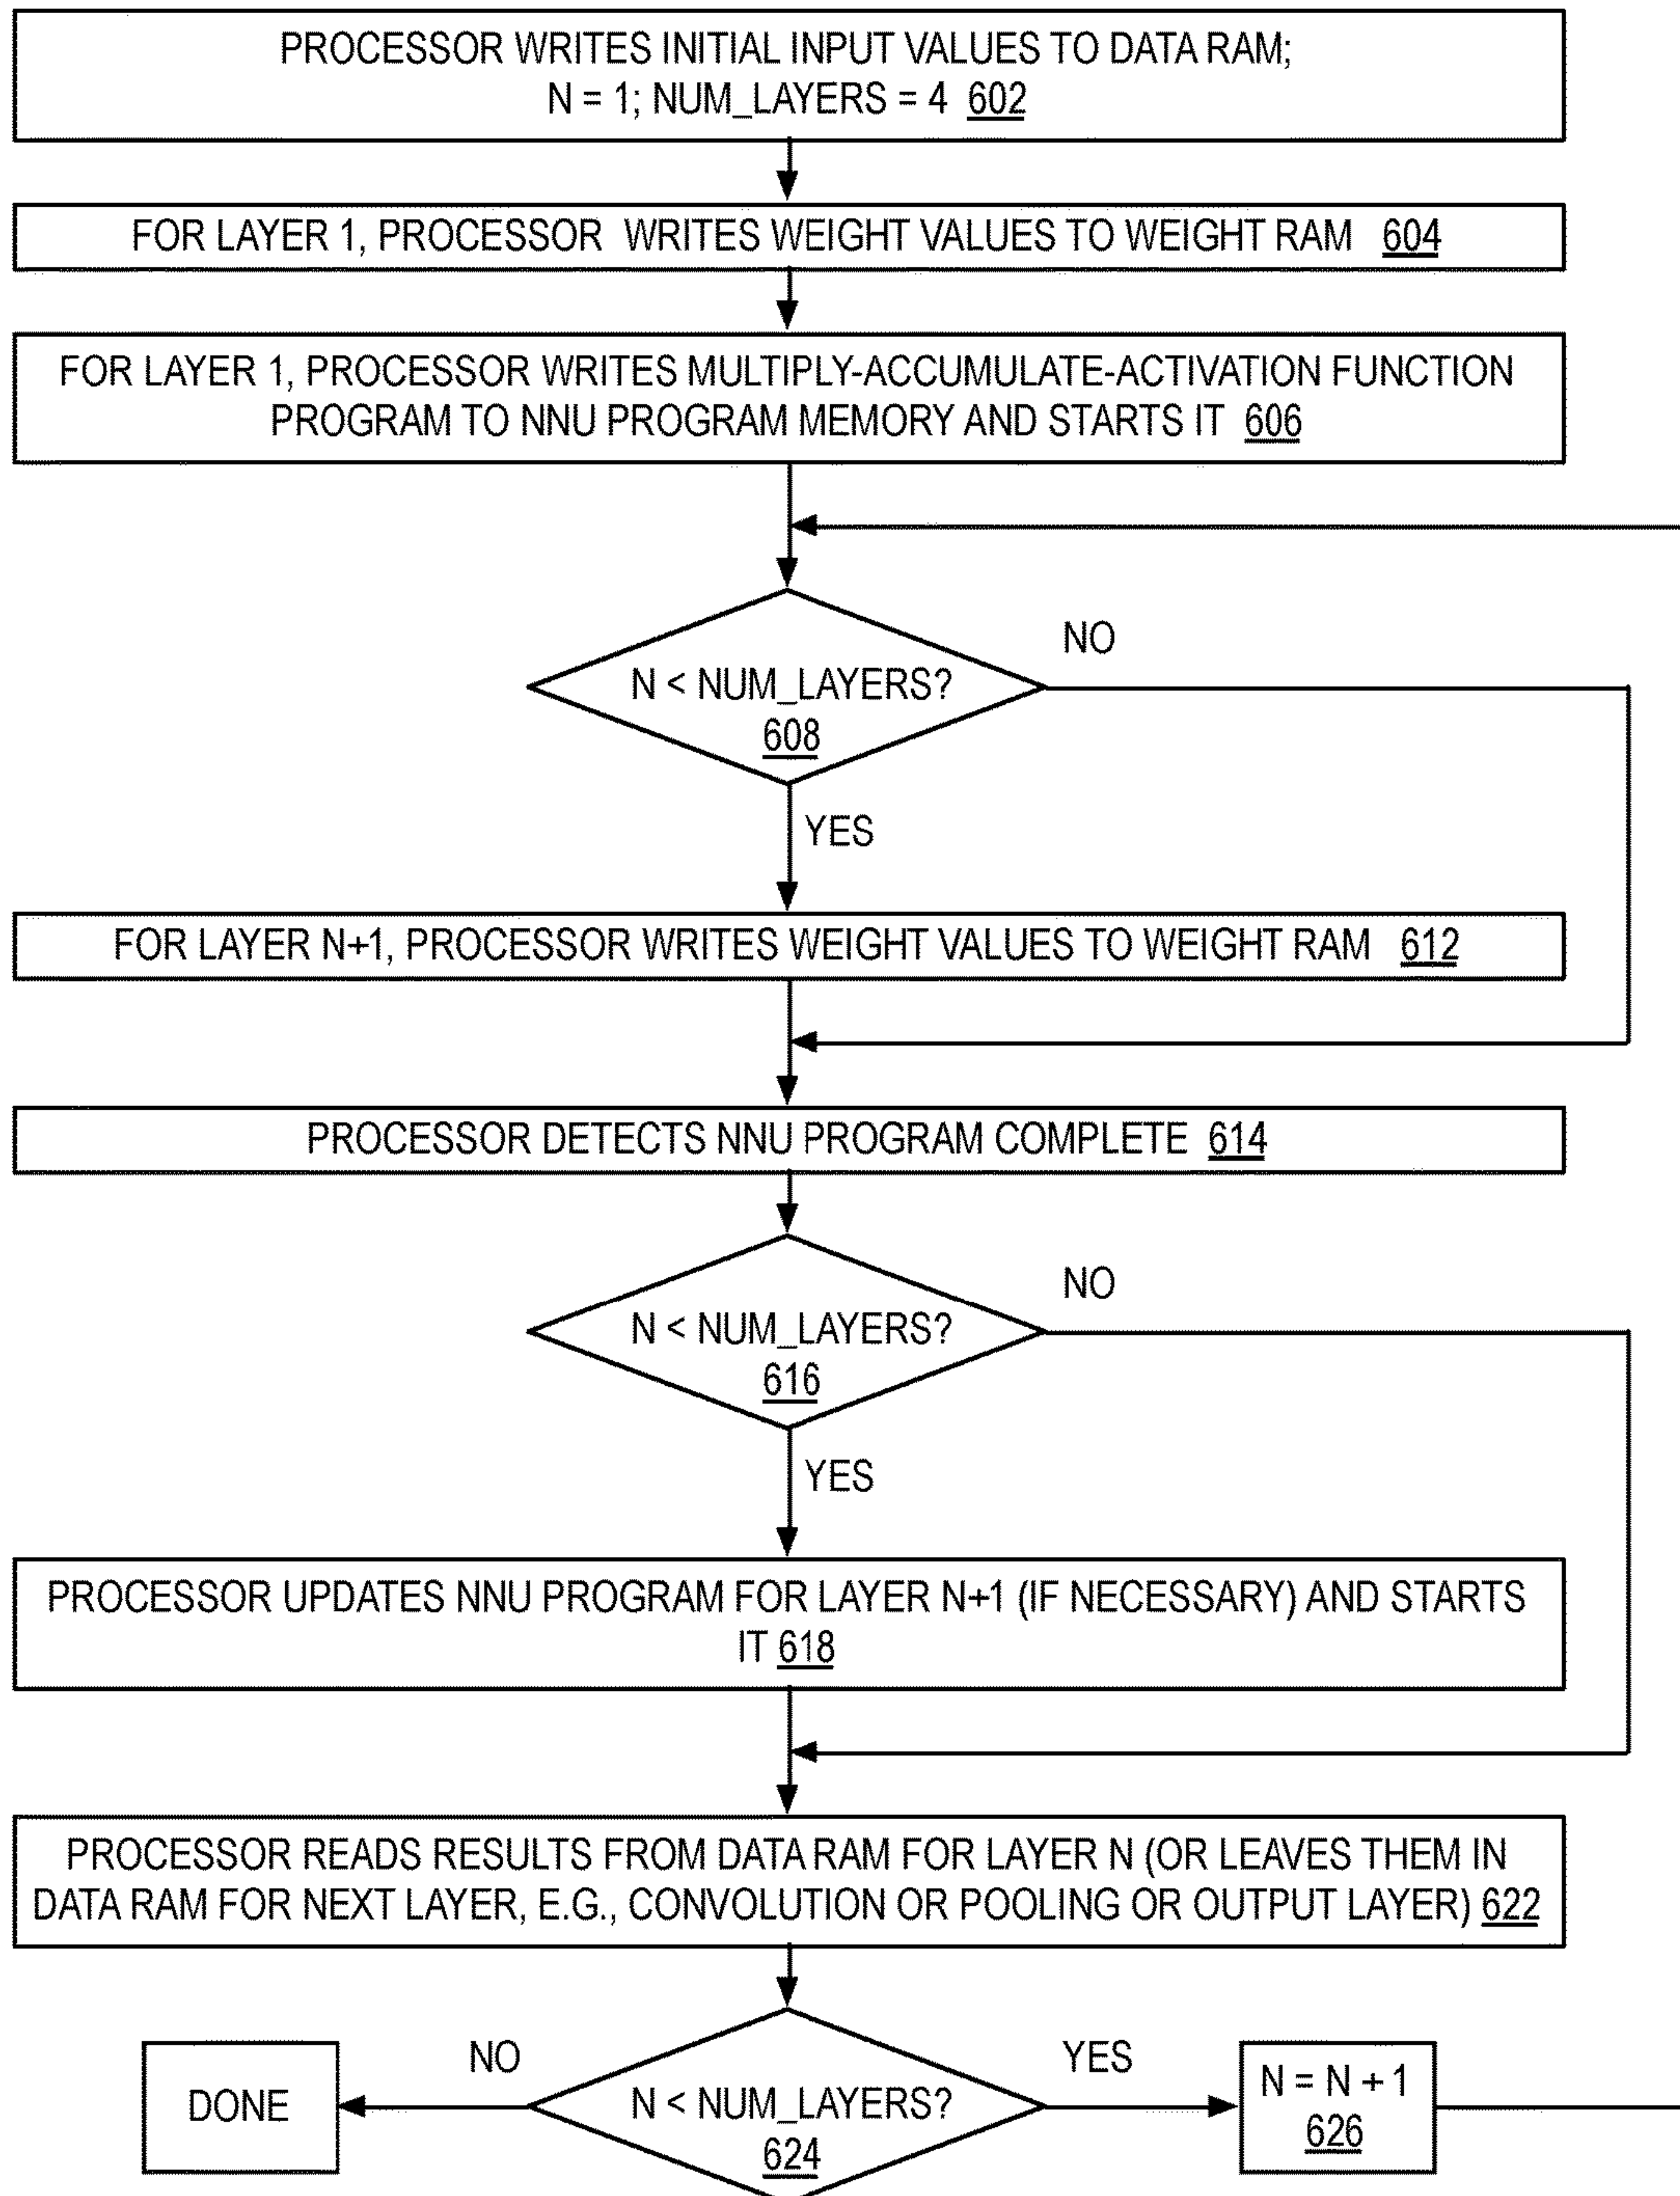 PROCESSOR WRITES INITIAL INPUT VALUES TO DATA RAM;
N = 1; NUM_LAYERS = 4 602
FOR LAYER 1, PROCESSOR WRITES WEIGHT VALUES TO WEIGHT RAM 604
FOR LAYER 1, PROCESSOR WRITES MULTIPLY-ACCUMULATE-ACTIVATION FUNCTION
PROGRAM TO NNU PROGRAM MEMORY AND STARTS IT 606
NO
N < NUM_LAYERS?
608
YES
FOR LAYER N+1, PROCESSOR WRITES WEIGHT VALUES TO WEIGHT RAM 612
PROCESSOR DETECTS NNU PROGRAM COMPLETE 614
NO
N < NUM_LAYERS?
616
YES
PROCESSOR UPDATES NNU PROGRAM FOR LAYER N+1 (IF NECESSARY) AND STARTS
IT 618
PROCESSOR READS RESULTS FROM DATA RAM FOR LAYER N (OR LEAVES THEM IN
DATA RAM FOR NEXT LAYER, E.G., CONVOLUTION OR POOLING OR OUTPUT LAYER) 622
NO
YES
DONE
N < NUM_LAYERS?
624
N = N + 1
626